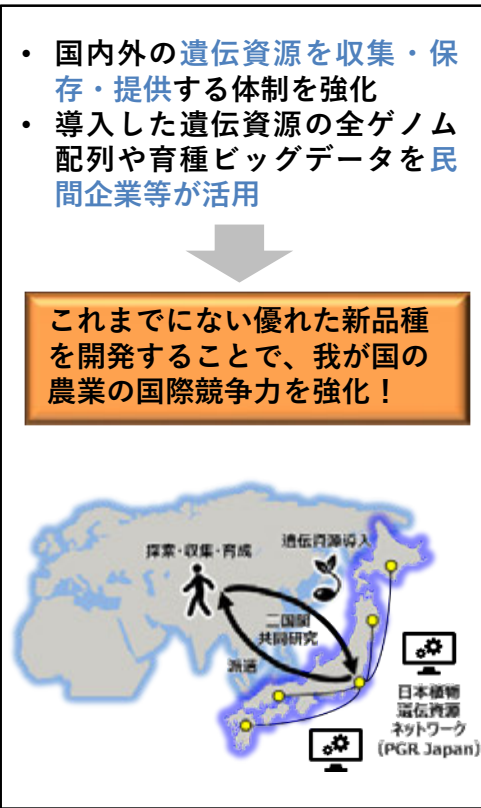 • 国内外の遺伝資源を収集・保
存・提供する体制を強化
• 導入した遺伝資源の全ゲノム
配列や育種ビッグデータを民
間企業等が活用
これまでにない優れた新品種
を開発することで、我が国の
農業の国際競争力を強化！
探索・収集・育成
遺伝資源導入
二国間
共同研究
派遣
日本植物
遺伝資源
ネットワーク
(PGR Japan)